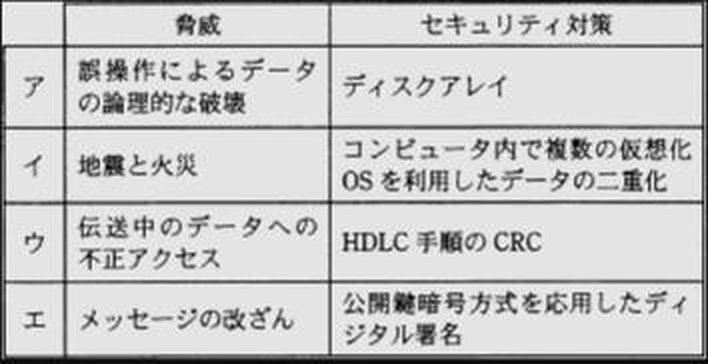 脅威 セキュリティ対策
ア 誤操作によるデータ ディスクアレイ
の論理的な破壊
イ 地震と火災 コンピュータ内で複数の仮想化
OSを利用したデータの二重化
ウ 伝送中のデータへの HDLC 手順の CRC
不正アクセス
エ メッセージの改ざん 公開鍵暗号方式を応用したディ
ジタル署名